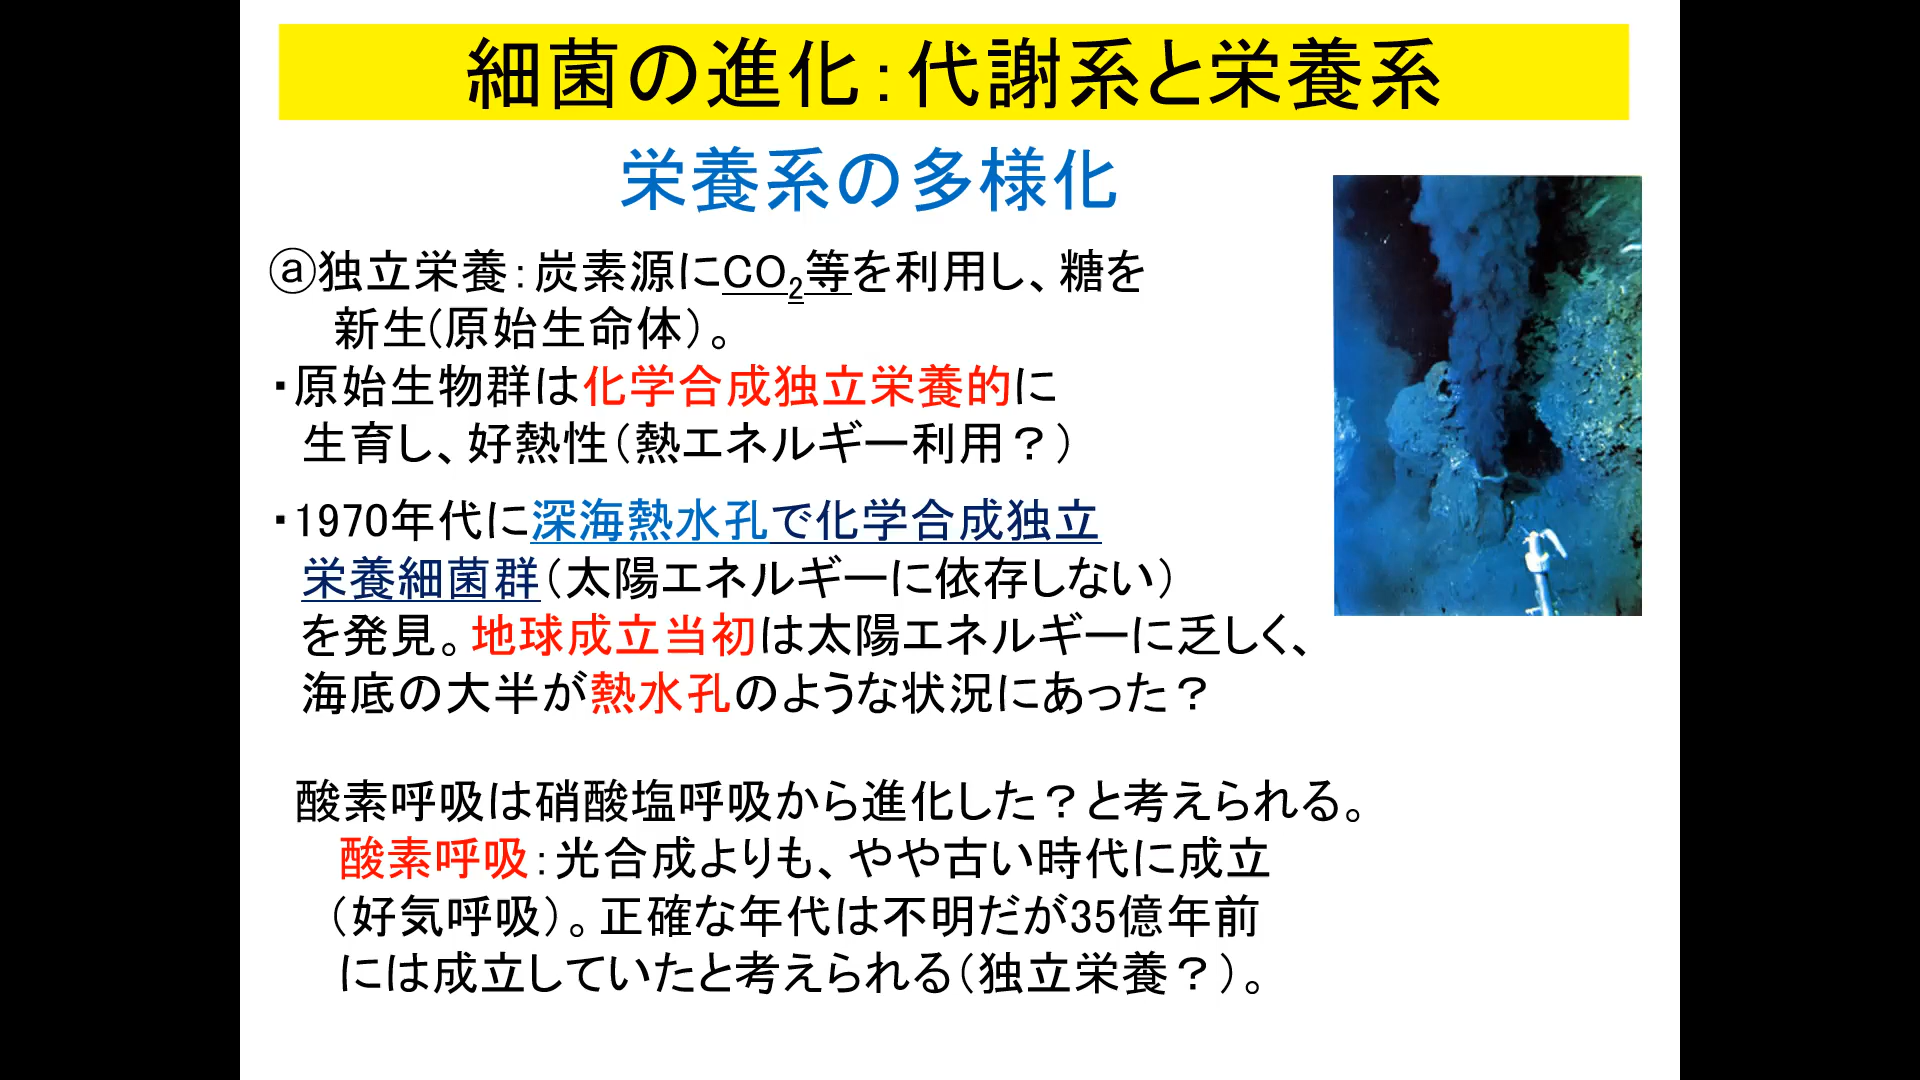 細菌の進化：代謝系と栄養系
栄養系の多様化
ⓐ独立栄養：炭素源にCO₂等を利用し、糖を
新生(原始生命体）。
・原始生物群は化学合成独立栄養的に
生育し、好熱性（熱エネルギー利用？）
・1970年代に深海熱水孔で化学合成独立
栄養細菌群（太陽エネルギーに依存しない）
を発見。地球成立当初は太陽エネルギーに乏しく、
海底の大半が熱水孔のような状況にあった？
酸素呼吸は硝酸塩呼吸から進化した？と考えられる。
酸素呼吸：光合成よりも、やや古い時代に成立
（好気呼吸）。正確な年代は不明だが35億年前
には成立していたと考えられる（独立栄養？）。